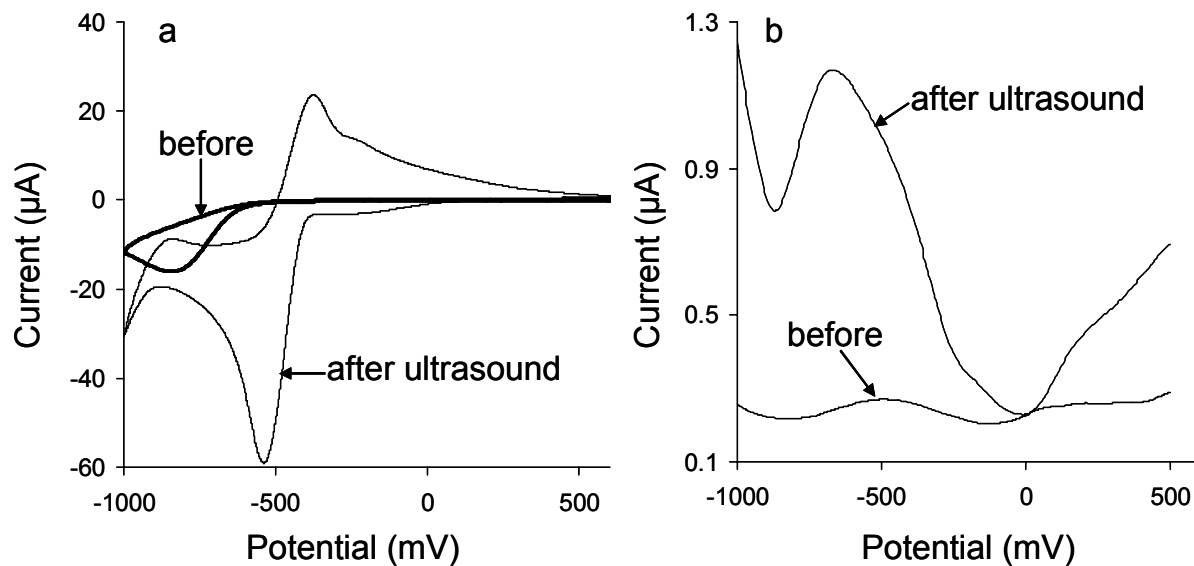 a
40
20
0
-20
-40
-60
Current (μA)
before
after ultrasound
-1000
-500
0
500
Potential (mV)
b
1.3
0.9
0.5
0.1
Current (μA)
after ultrasound
before
-1000
-500
0
500
Potential (mV)